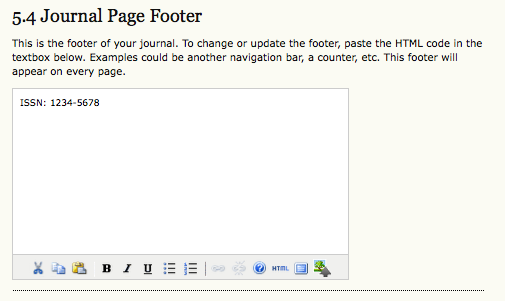 5.4 Journal Page Footer
This is the footer of your journal. To change or update the footer, paste the HTML code in the
textbox below. Examples could be another navigation bar, a counter, etc. This footer will
appear on every page.
ISSN: 1234-5678
B I U HTML